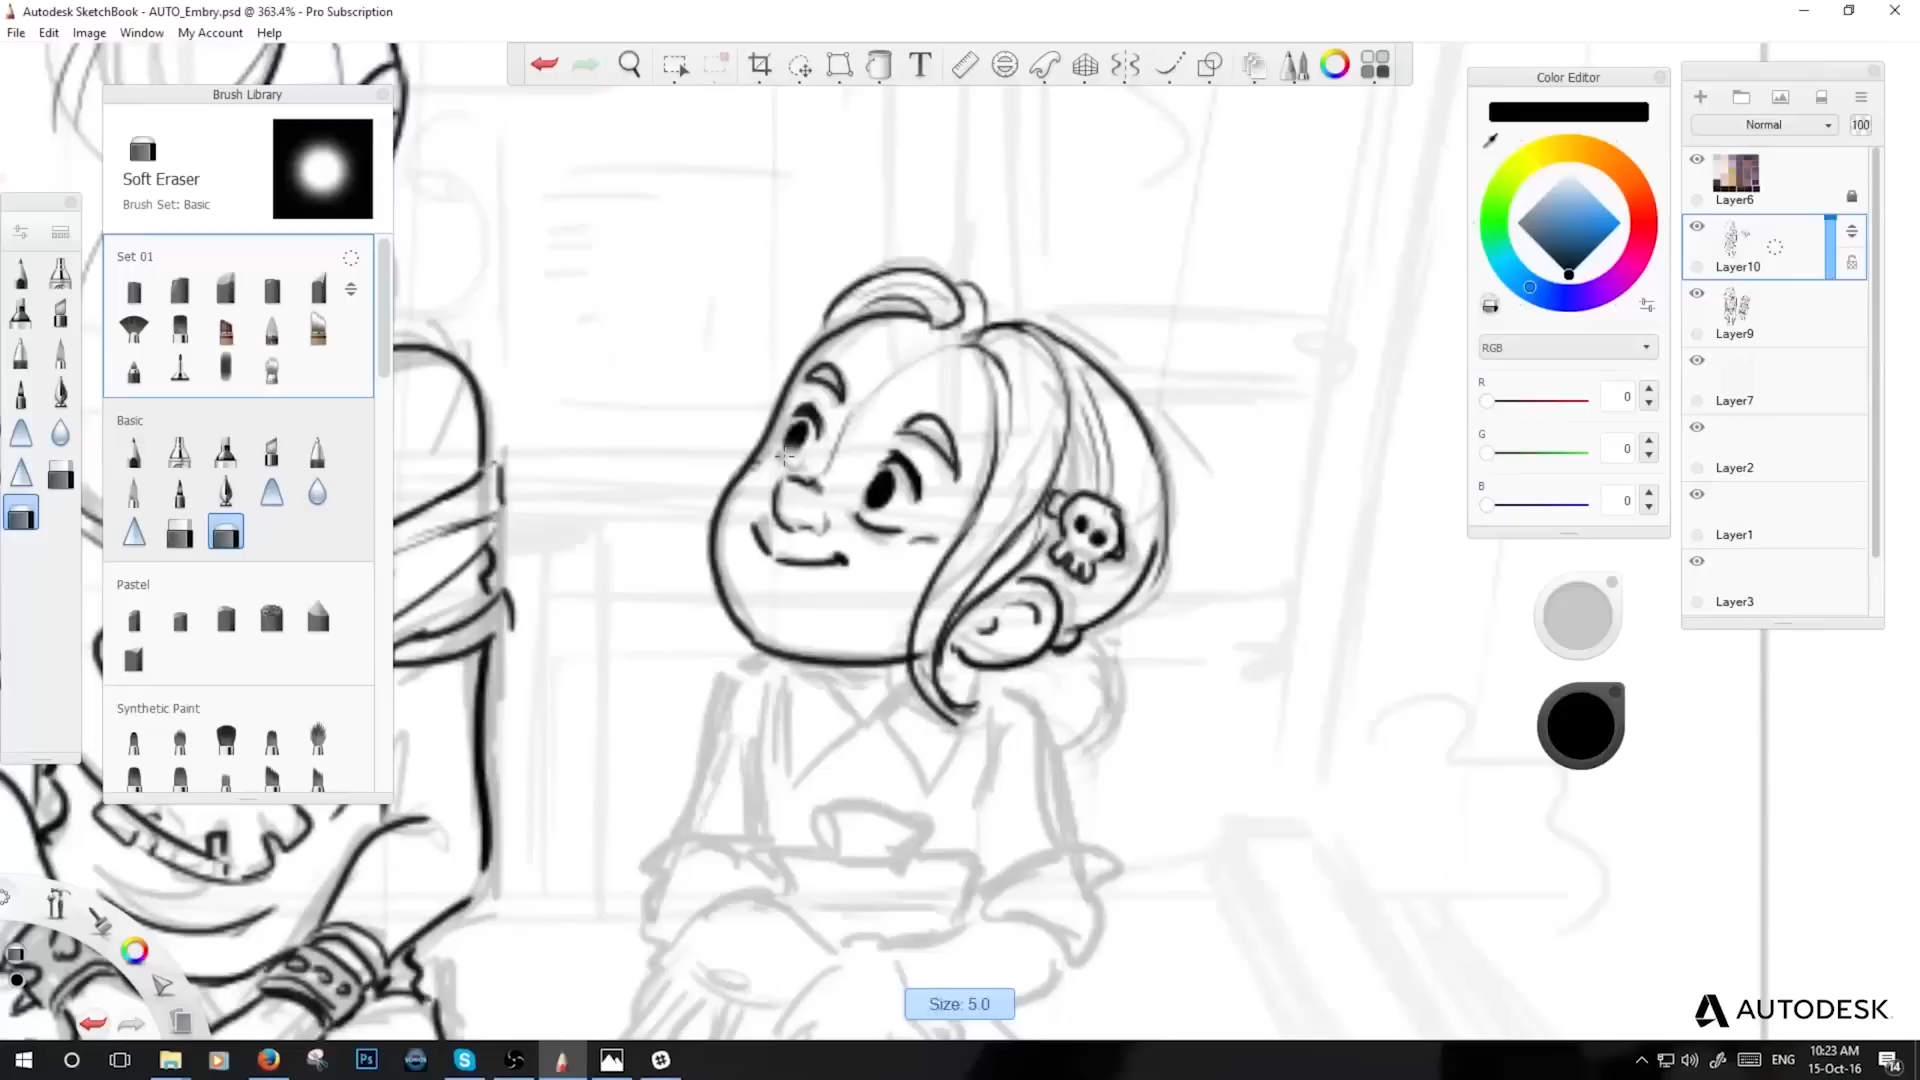 Autodesk SketchBook - AUTO_Embry.psd @ 363.4% - Pro Subscription
File Edit Image Window My Account Help
T
Brush Library
Soft Eraser
Brush Set: Basic
Set 01
Basic
Pastel
Synthetic Paint
Color Editor
RGB
R 0
G 0
B 0
Normal 100
Layer6
Layer10
Layer9
Layer7
Layer2
Layer1
Layer3
Size: 5.0
AUTODESK.
Ps
S
ENG
10:23 AM
15-Oct-16
14